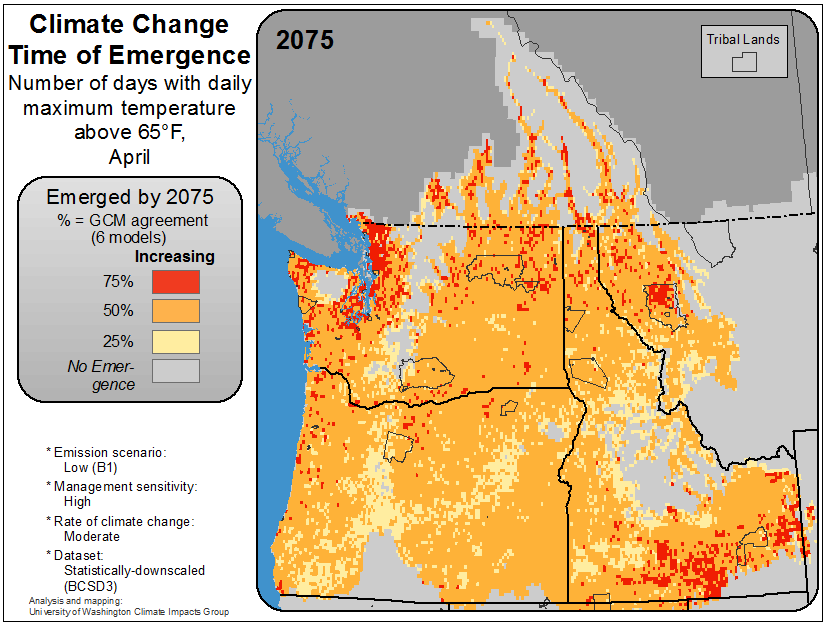 Climate Change
Time of Emergence
Number of days with daily
maximum temperature
above 65°F,
April
Emerged by 2075
% = GCM agreement
(6 models)
Increasing
75%
50%
25%
No Emer-
gence
* Emission scenario:
Low (B1)
* Management sensitivity:
High
* Rate of climate change:
Moderate
* Dataset:
Statistically-downscaled
(BCSD3)
Analysis and mapping:
University of Washington Climate Impacts Group
2075
Tribal Lands